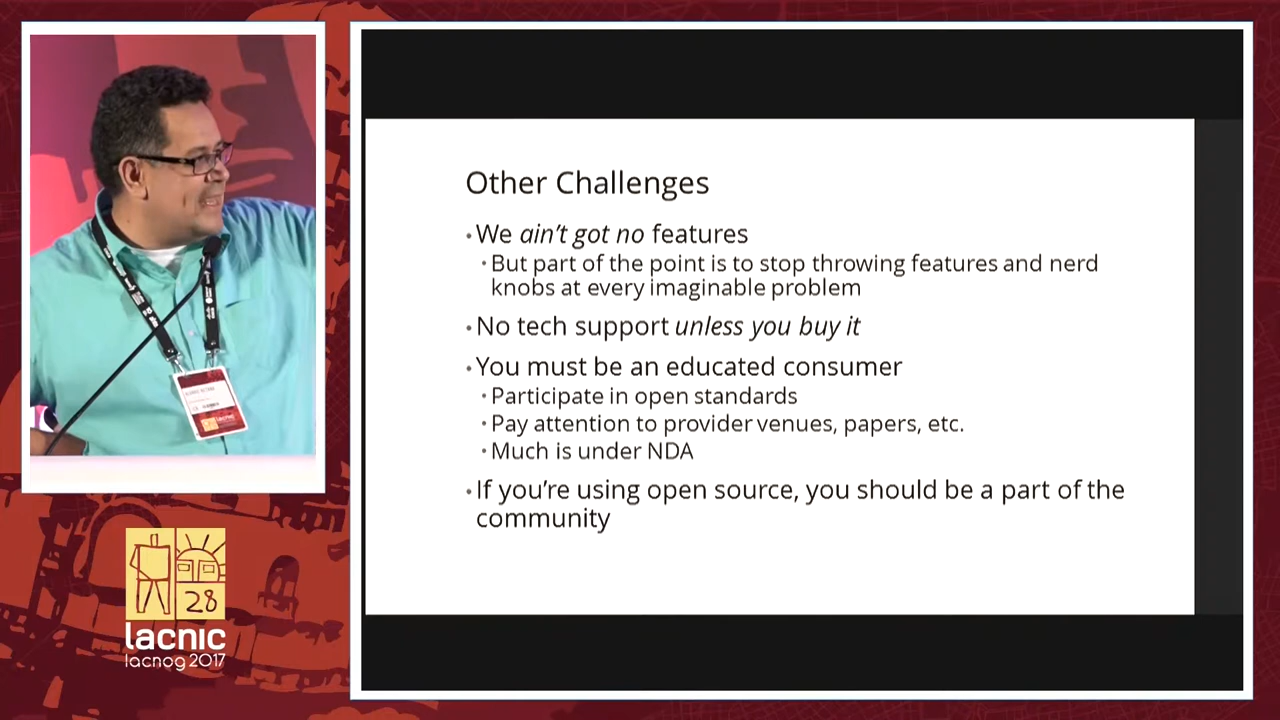 Other Challenges
• We ain't got no features
• But part of the point is to stop throwing features and nerd
knobs at every imaginable problem
• No tech support unless you buy it
• You must be an educated consumer
• Participate in open standards
• Pay attention to provider venues, papers, etc.
• Much is under NDA
• If you're using open source, you should be a part of the
community
28
lacnic
lacnog 2017
lacnic